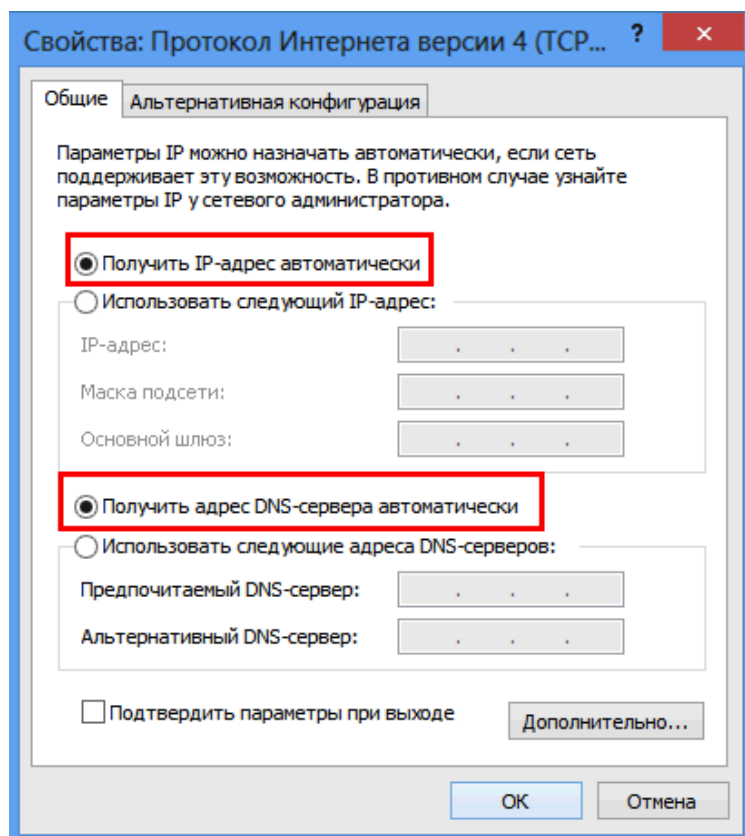 Свойства: Протокол Интернета версии 4 (TCP... ?
Общие
Альтернативная конфигурация
Параметры IP можно назначать автоматически, если сеть
поддерживает эту возможность. В противном случае узнайте
параметры IP у сетевого администратора.
Получить IP-адрес автоматически
Использовать следующий IP-адрес:
IP-адрес:
Маска подсети:
Основной шлюз:
Получить адрес DNS-сервера автоматически
Использовать следующие адреса DNS-серверов:
Предпочитаемый DNS-сервер:
Альтернативный DNS-сервер:
Подтвердить параметры при выходе
Дополнительно...
ОК
Отмена